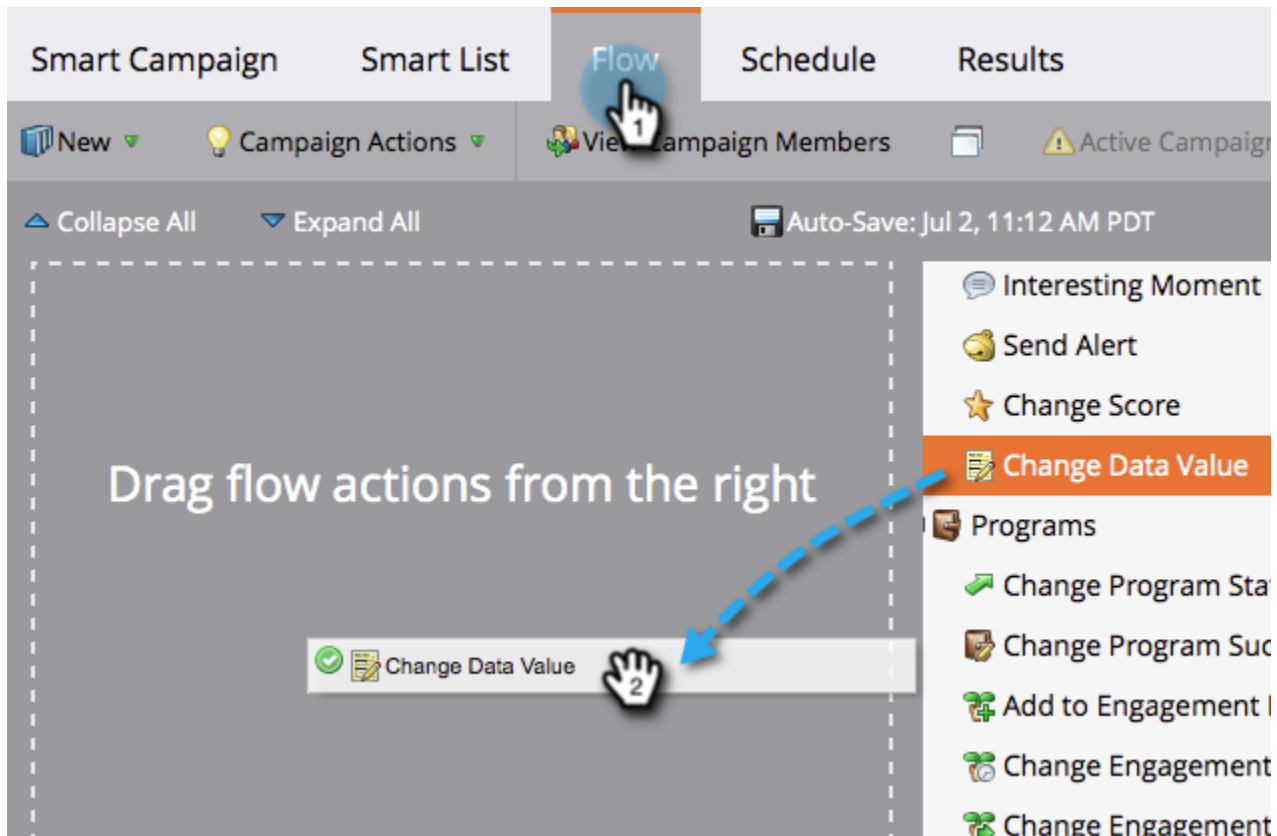 Smart Campaign Smart List Flow Schedule Results
1
New Campaign Actions View Campaign Members Active Campaign
Collapse All Expand All Auto-Save: Jul 2, 11:12 AM PDT
Interesting Moment
Send Alert
Change Score
Change Data Value
Drag flow actions from the right
Programs
Change Program Sta
Change Data Value 2
Change Program Suc
Add to Engagement
Change Engagement
Change Engagement